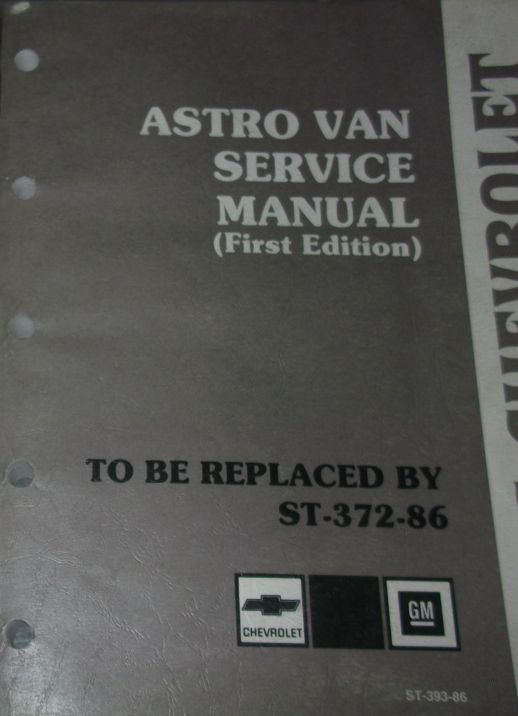 ASTRO VAN
SERVICE
MANUAL
(First Edition)
CHEVROLET
TO BE REPLACED BY
ST-372-86
CHEVROLET
GM
ST-393-86